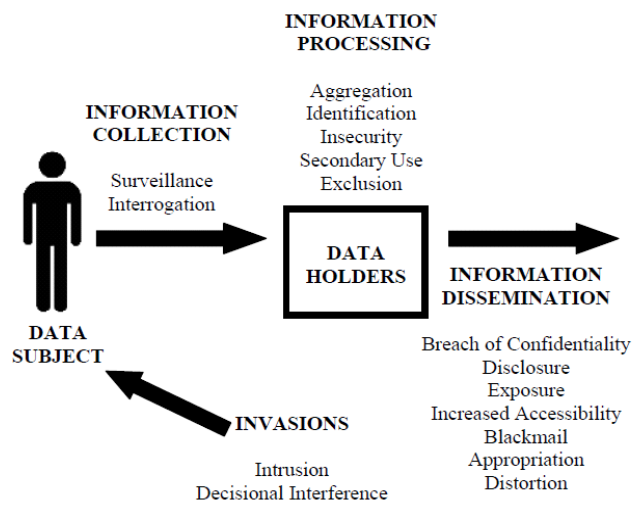 INFORMATION
PROCESSING
Aggregation
Identification
Insecurity
Secondary Use
Exclusion
INFORMATION
COLLECTION
Surveillance
Interrogation
DATA
HOLDERS
DATA
SUBJECT
INFORMATION
DISSEMINATION
Breach of Confidentiality
Disclosure
Exposure
Increased Accessibility
Blackmail
Appropriation
Distortion
INVASIONS
Intrusion
Decisional Interference